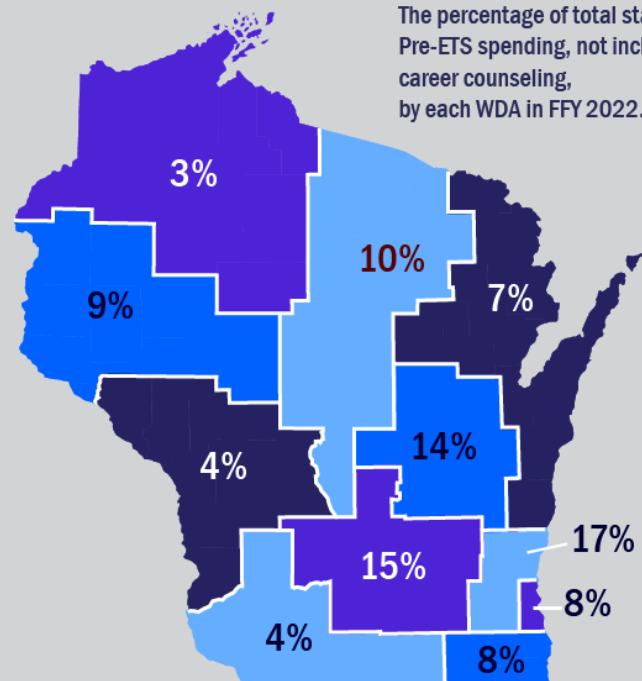 The percentage of total sta
Pre-ETS spending, not incl
career counseling,
by each WDA in FFY 2022.
3%
10%
7%
9%
14%
4%
17%
15%
8%
4%
8%